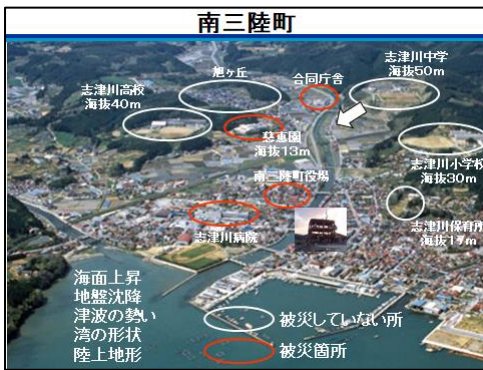 南三陸町
志津川中学
海抜50m
旭ヶ丘
合同庁舎
志津川高校
海抜40m
慈恵園
海抜13m
志津川小学校
海抜30m
南三陸町役場
志津川病院
志津川保育所
海抜17m
海面上昇
地盤沈降
津波の勢い
湾の形状
陸上地形
被災していない所
被災箇所